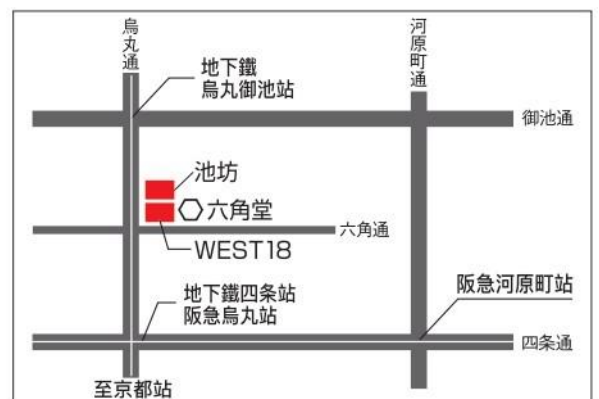 烏丸通
河原町通
地下鐵
烏丸御池站
御池通
池坊
六角堂
六角通
WEST18
地下鐵四条站
阪急烏丸站
阪急河原町站
四条通
至京都站